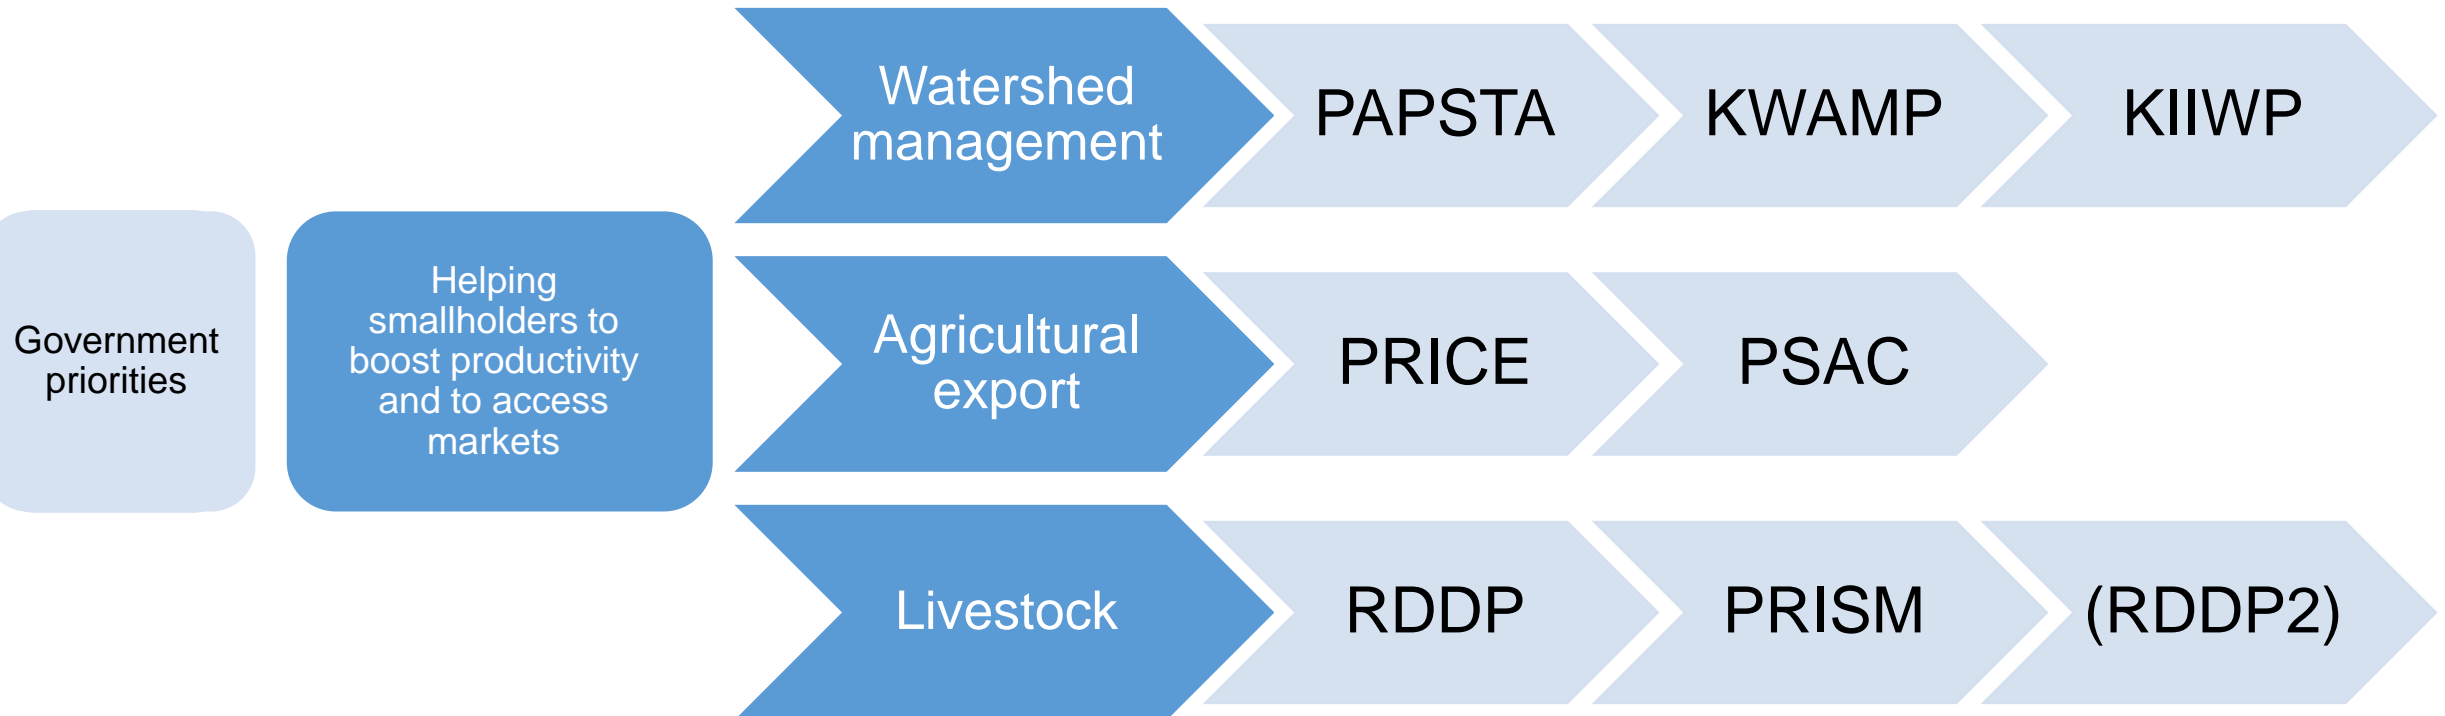 Government
priorities
Helping
smallholders to
boost productivity
and to access
markets
Watershed
management
PAPSTA
KWAMP
KIIWP
Agricultural
export
PRICE
PSAC
Livestock
RDDP
PRISM
(RDDP2)